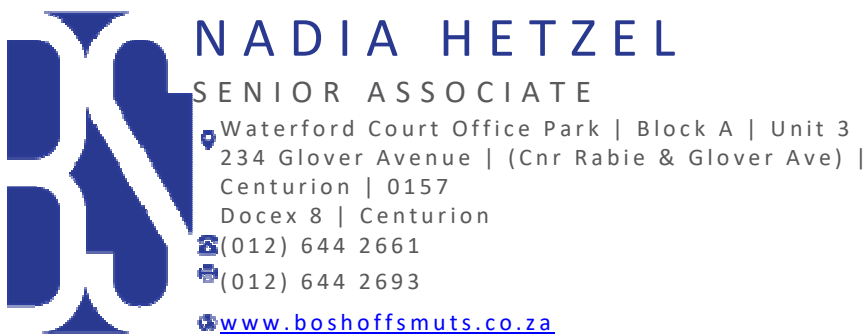 BS
NADIA HETZEL
SENIOR ASSOCIATE
Waterford Court Office Park | Block A | Unit 3
234 Glover Avenue | (Cnr Rabie & Glover Ave) |
Centurion | 0157
Docex 8 | Centurion
(012) 644 2661
(012) 644 2693
www.boshoffsmuts.co.za